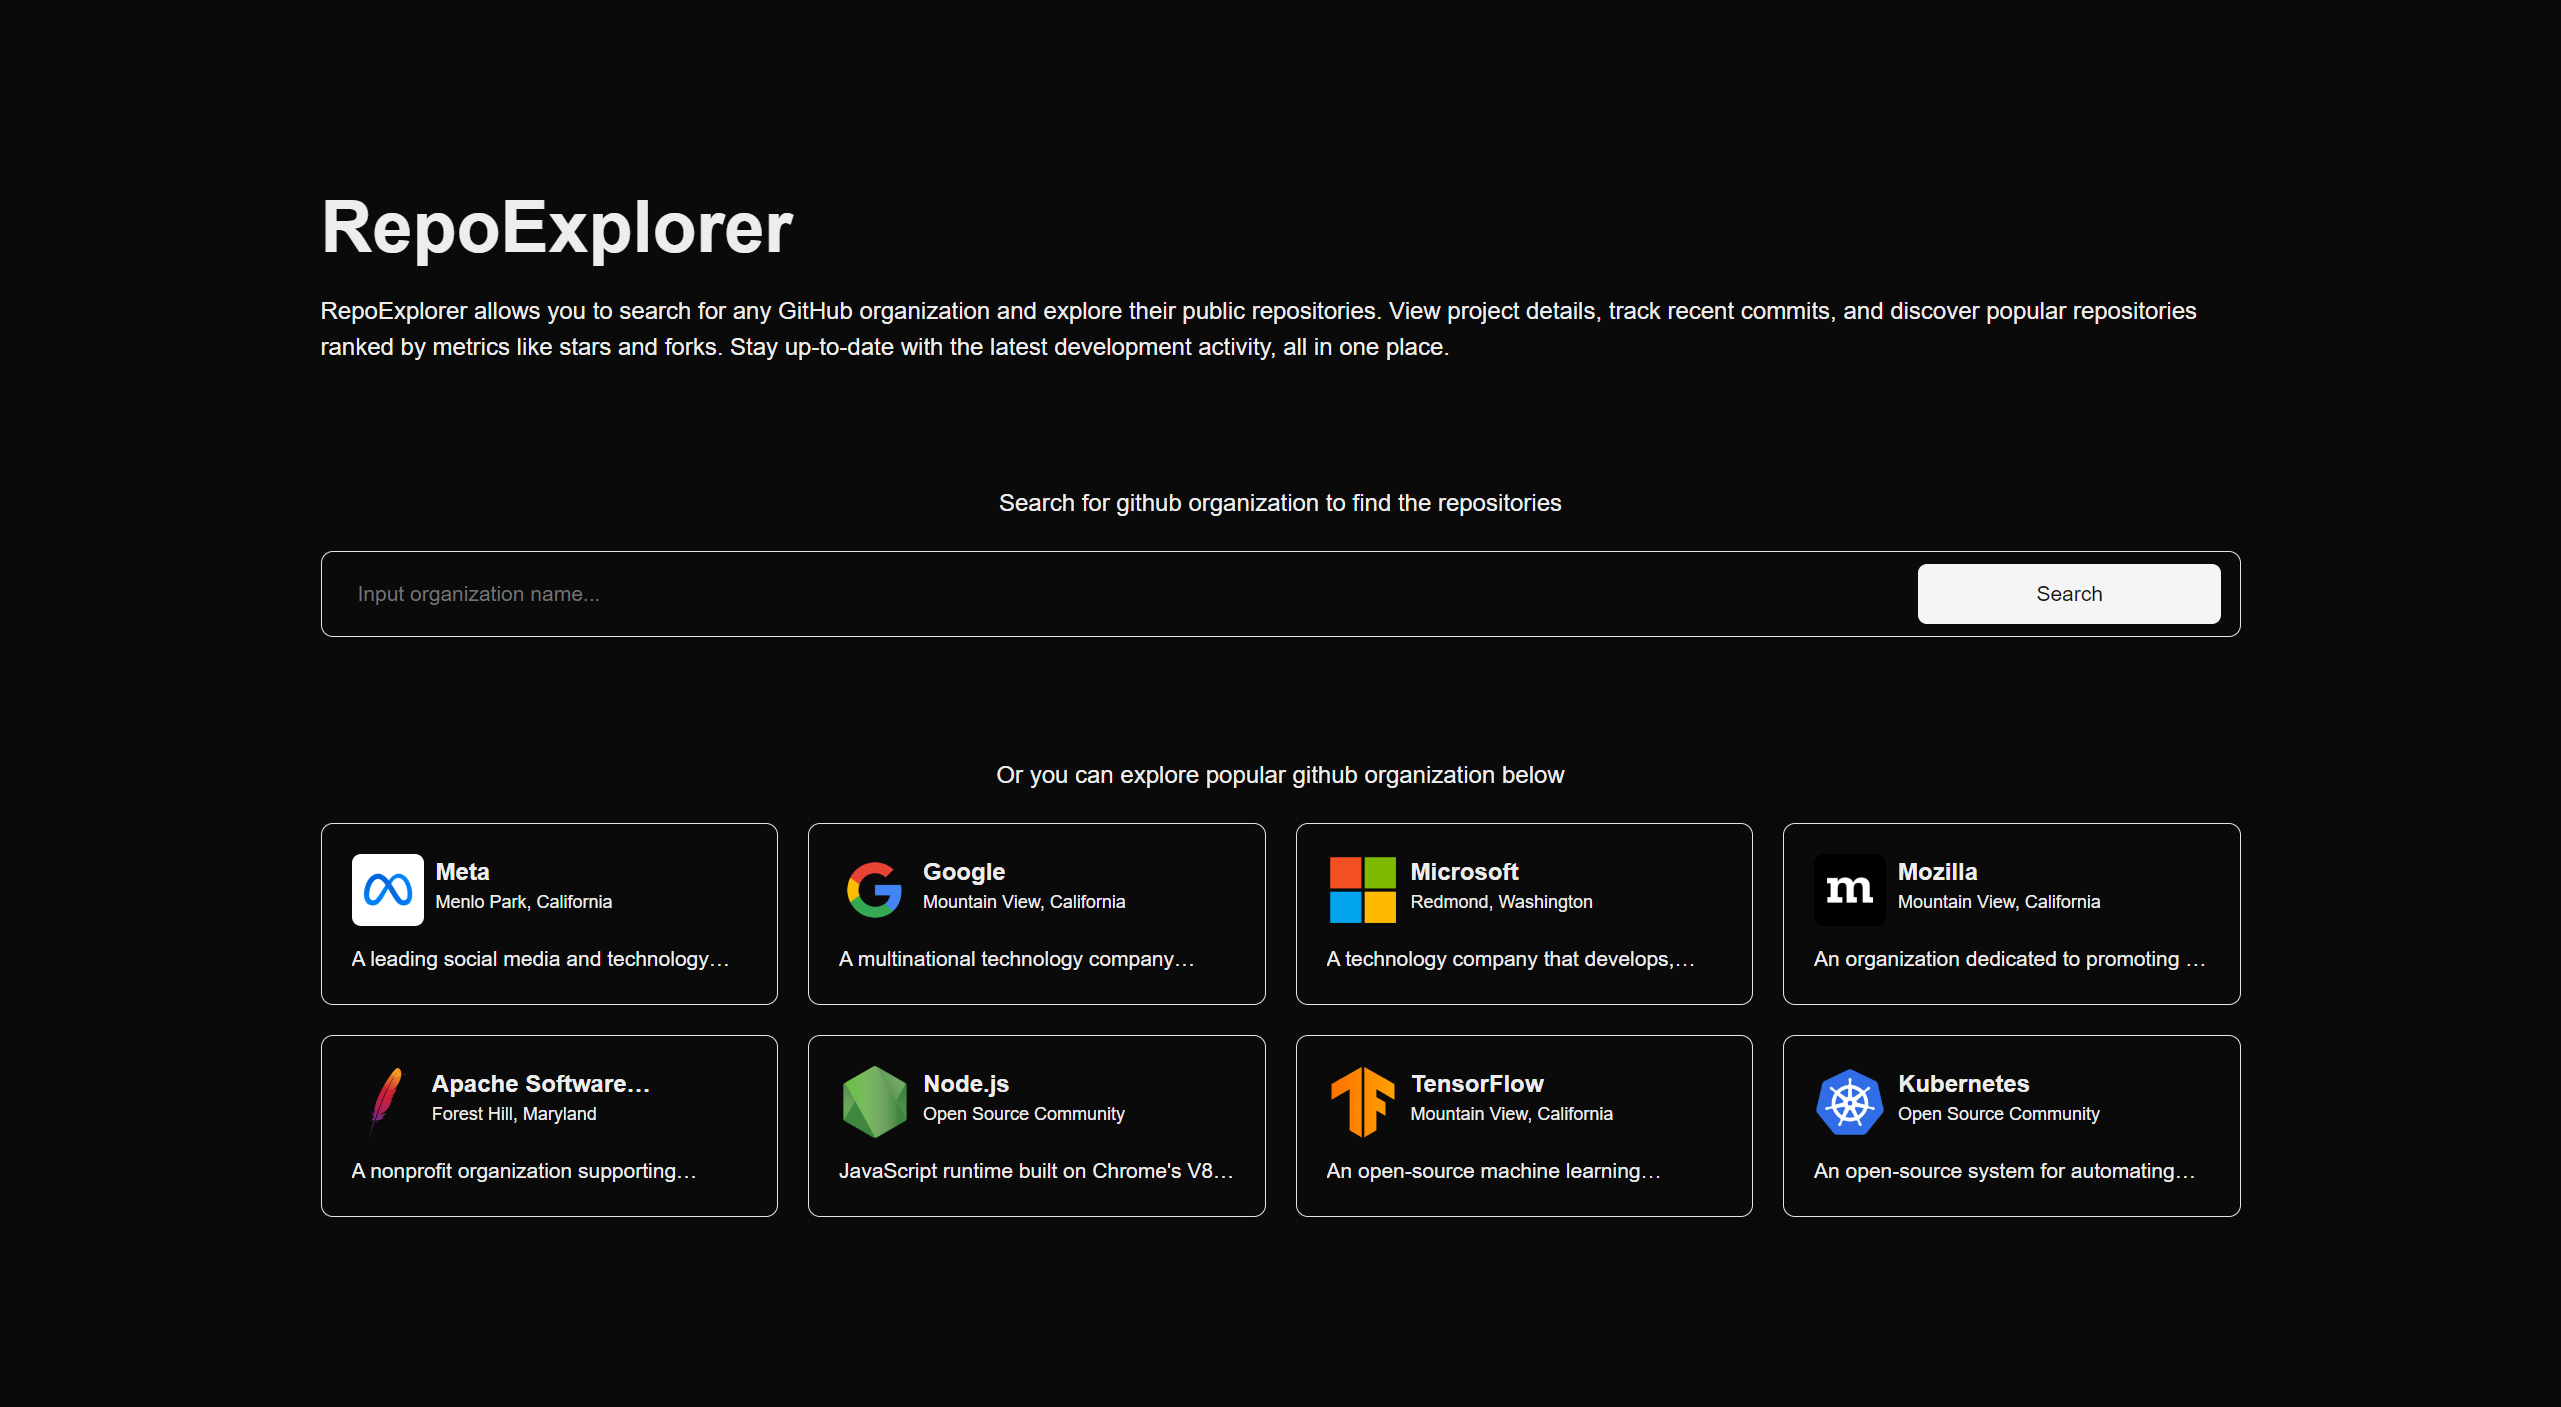 RepoExplorer
RepoExplorer allows you to search for any GitHub organization and explore their public repositories. View project details, track recent commits, and discover popular repositories
ranked by metrics like stars and forks. Stay up-to-date with the latest development activity, all in one place.
Search for github organization to find the repositories
Input organization name...
Search
Or you can explore popular github organization below
Meta
Menlo Park, California
A leading social media and technology…
Google
Mountain View, California
A multinational technology company…
Microsoft
Redmond, Washington
A technology company that develops,…
m
Mozilla
Mountain View, California
An organization dedicated to promoting …
Apache Software…
Forest Hill, Maryland
A nonprofit organization supporting…
Node.js
Open Source Community
JavaScript runtime built on Chrome's V8…
TensorFlow
Mountain View, California
An open-source machine learning…
Kubernetes
Open Source Community
An open-source system for automating…